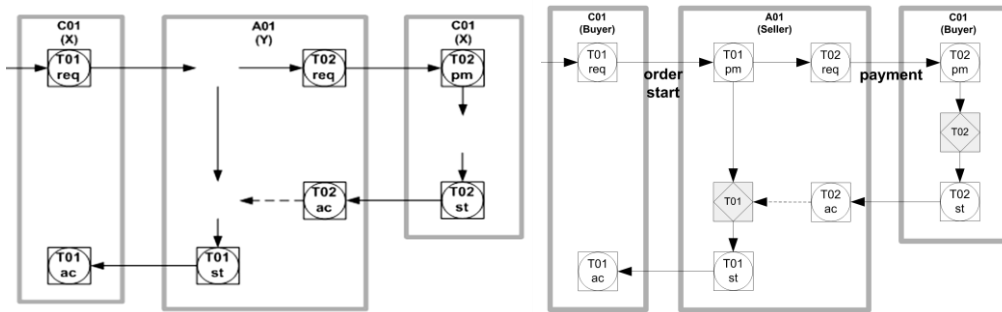 C01
(X)
A01
(Y)
C01
(X)
T01
req
T02
req
T02
pm
T02
ac
T02
st
T01
ac
T01
st
C01
(Buyer)
A01
(Seller)
C01
(Buyer)
T01
req
order
start
T01
pm
T02
req
payment
T02
pm
T02
T01
T02
ac
T02
st
T01
ac
T01
st